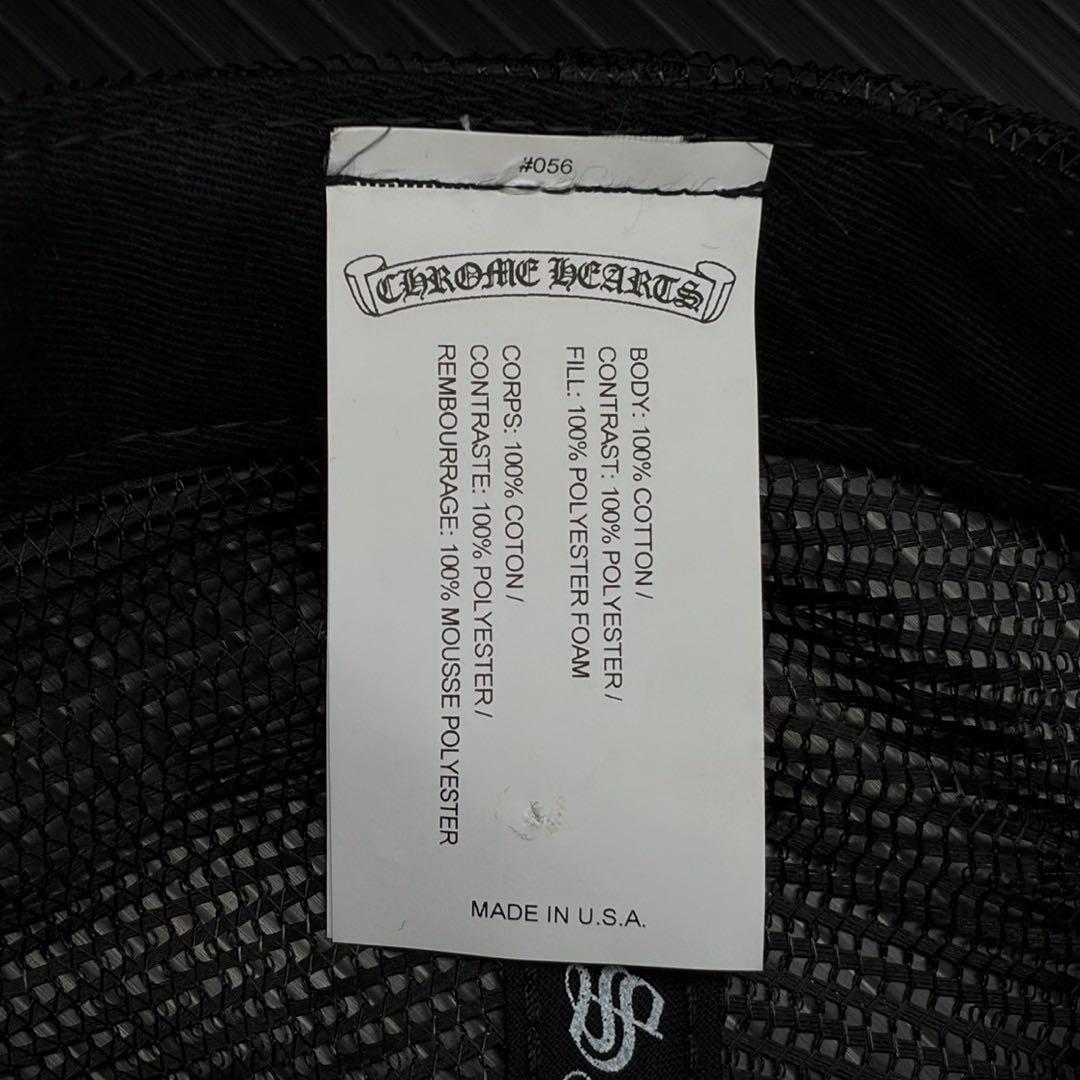 #056
CHROME HEARTS
BODY: 100% COTTON /
CONTRAST: 100% POLYESTER /
FILL: 100% POLYESTER FOAM
CORPS: 100% COTON /
CONTRASTE: 100% POLYESTER /
REMBOURRAGE: 100% MOUSSE POLYESTER
MADE IN U.S.A.